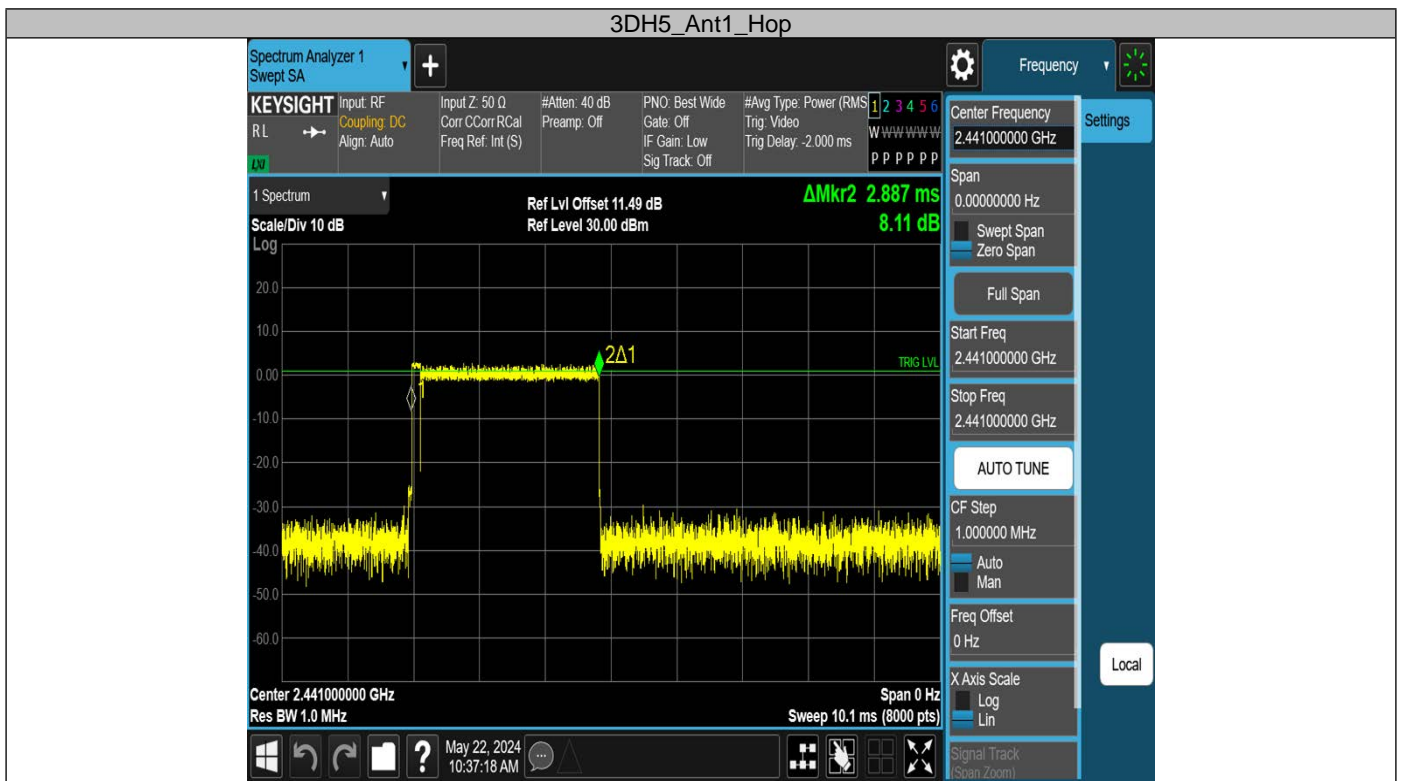 3DH5_Ant1_Hop
Spectrum Analyzer 1
Swept SA
+
Frequency
KEYSIGHT
RL
LXI
Input: RF
Coupling: DC
Align: Auto
Input Z: 50 Ω
Corr CCorr RCal
Freq Ref: Int (S)
#Atten: 40 dB
Preamp: Off
PNO: Best Wide
Gate: Off
IF Gain: Low
Sig Track: Off
#Avg Type: Power (RMS
Trig: Video
Trig Delay: -2.000 ms
1 2 3 4 5 6
W W W W W W
P P P P P P
1 Spectrum
Scale/Div 10 dB
Ref Lvl Offset 11.49 dB
Ref Level 30.00 dBm
ΔMkr2 2.887 ms
8.11 dB
Log
20.0
10.0
0.00
-10.0
-20.0
-30.0
-40.0
-50.0
-60.0
2Δ1
TRIG LVL
Center 2.441000000 GHz
Res BW 1.0 MHz
Span 0 Hz
Sweep 10.1 ms (8000 pts)
?
May 22, 2024
10:37:18 AM
Center Frequency
2.441000000 GHz
Settings
Span
0.00000000 Hz
Swept Span
Zero Span
Full Span
Start Freq
2.441000000 GHz
Stop Freq
2.441000000 GHz
AUTO TUNE
CF Step
1.000000 MHz
Auto
Man
Freq Offset
0 Hz
X Axis Scale
Log
Lin
Local
Signal Track
(Span Zoom)